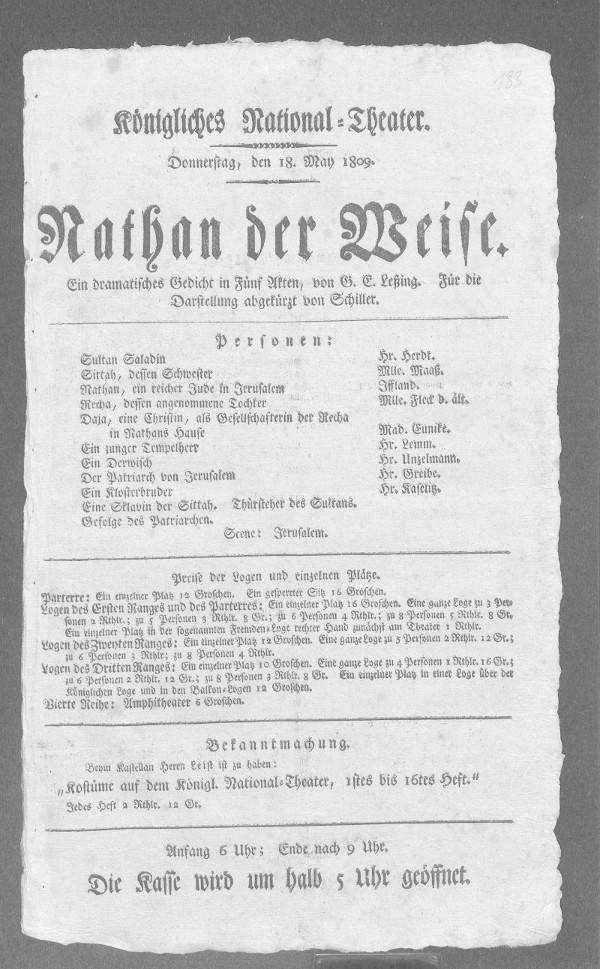 133
Königliches National-Theater.
Donnerstag, den 18. May 1809.
Nathan der Weise.
Ein dramatisches Gedicht in Fünf Akten, von G. E. Leßing. Für die
Darstellung abgekürzt von Schiller.
Personen:
Sultan Saladin Hr. Herdt.
Sittah, dessen Schwester Mlle. Maaß.
Nathan, ein reicher Jude in Jerusalem Iffland.
Recha, dessen angenommene Tochter Mlle. Fleck d. ält.
Daja, eine Christin, als Gesellschafterin der Recha
in Nathans Hause Mad. Eunike.
Ein junger Tempelherr Hr. Lemm.
Ein Derwisch Hr. Unzelmann.
Der Patriarch von Jerusalem Hr. Greibe.
Ein Klosterbruder Hr. Kaselitz.
Eine Sklavin der Sittah. Thürsteher des Sultans.
Gefolge des Patriarchen.
Scene: Jerusalem.
Preise der Logen und einzelnen Plätze.
Parterre: Ein einzelner Platz 12 Groschen. Ein gesperrter Sitz 16 Groschen.
Logen des Ersten Ranges und des Parterres: Ein einzelner Platz 16 Groschen. Eine ganze Loge zu 3 Per-
sonen 2 Rthlr.; zu 5 Personen 3 Rthlr. 8 Gr.; zu 6 Personen 4 Rthlr.; zu 8 Personen 5 Rthlr. 8 Gr.
Ein einzelner Platz in der sogenannten Fremden-Loge rechter Hand zunächst am Theater 1 Rthlr.
Logen des Zweyten Ranges: Ein einzelner Platz 12 Groschen. Eine ganze Loge zu 5 Personen 2 Rthlr. 12 Gr.;
zu 6 Personen 3 Rthlr; zu 8 Personen 4 Rthlr.
Logen des Dritten Ranges: Ein einzelner Platz 10 Groschen. Eine ganze Loge zu 4 Personen 1 Rthlr. 16 Gr.;
zu 6 Personen 2 Rthlr. 12 Gr.; zu 8 Personen 3 Rthlr. 8 Gr. Ein einzelner Platz in einer Loge über der
Königlichen Loge und in den Balkon-Logen 12 Groschen.
Vierte Reihe: Amphitheater 6 Groschen.
Bekanntmachung.
Beym Kastellan Herrn Leist ist zu haben:
„Kostüme auf dem Königl. National-Theater, 1stes bis 16tes Heft.“
Jedes Heft 2 Rthlr. 12 Gr.
Anfang 6 Uhr; Ende nach 9 Uhr.
Die Kasse wird um halb 5 Uhr geöffnet.